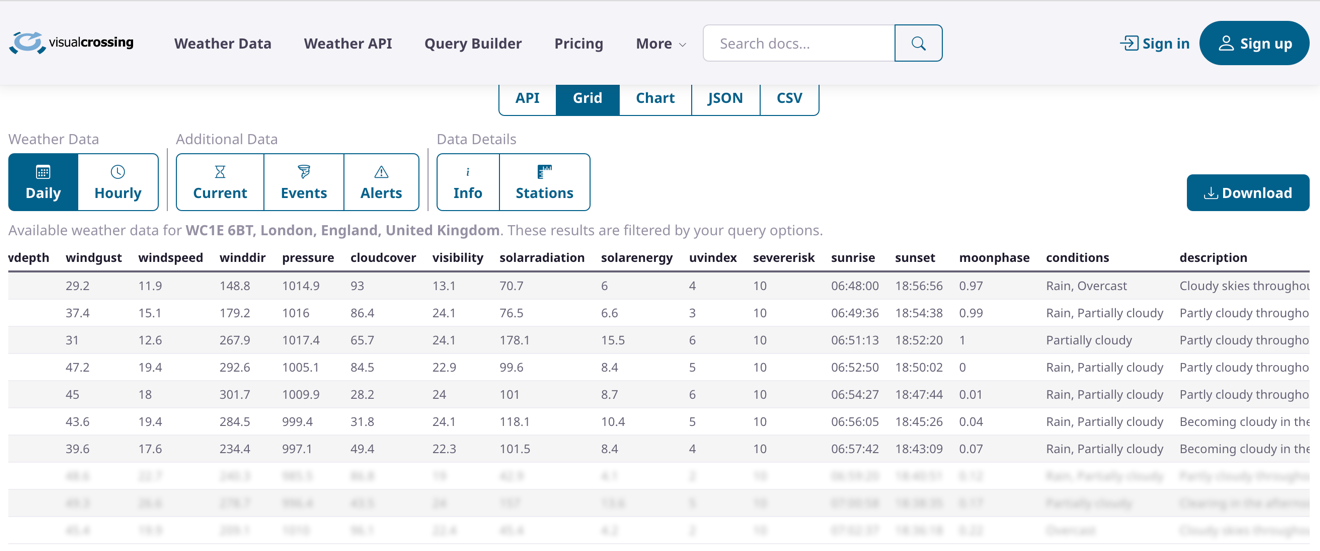 visualcrossing Weather Data Weather API Query Builder Pricing More Search docs... Sign in Sign up
API Grid Chart JSON CSV
Weather Data Additional Data Data Details
Daily Hourly Current Events Alerts Info Stations Download
Available weather data for WC1E 6BT, London, England, United Kingdom. These results are filtered by your query options.
vdepth windgust windspeed winddir pressure cloudcover visibility solarradiation solarenergy uvindex severerisk sunrise sunset moonphase conditions description
29.2 11.9 148.8 1014.9 93 13.1 70.7 6 4 10 06:48:00 18:56:56 0.97 Rain, Overcast Cloudy skies througho
37.4 15.1 179.2 1016 86.4 24.1 76.5 6.6 3 10 06:49:36 18:54:38 0.99 Rain, Partially cloudy Partly cloudy througho
31 12.6 267.9 1017.4 65.7 24.1 178.1 15.5 6 10 06:51:13 18:52:20 1 Partially cloudy Partly cloudy througho
47.2 19.4 292.6 1005.1 84.5 22.9 99.6 8.4 5 10 06:52:50 18:50:02 0 Rain, Partially cloudy Partly cloudy througho
45 18 301.7 1009.9 28.2 24 101 8.7 6 10 06:54:27 18:47:44 0.01 Rain, Partially cloudy Partly cloudy througho
43.6 19.4 284.5 999.4 31.8 24.1 118.1 10.4 5 10 06:56:05 18:45:26 0.04 Rain, Partially cloudy Becoming cloudy in the
39.6 17.6 234.4 997.1 49.4 22.3 101.5 8.4 4 10 06:57:42 18:43:09 0.07 Rain, Partially cloudy Becoming cloudy in the